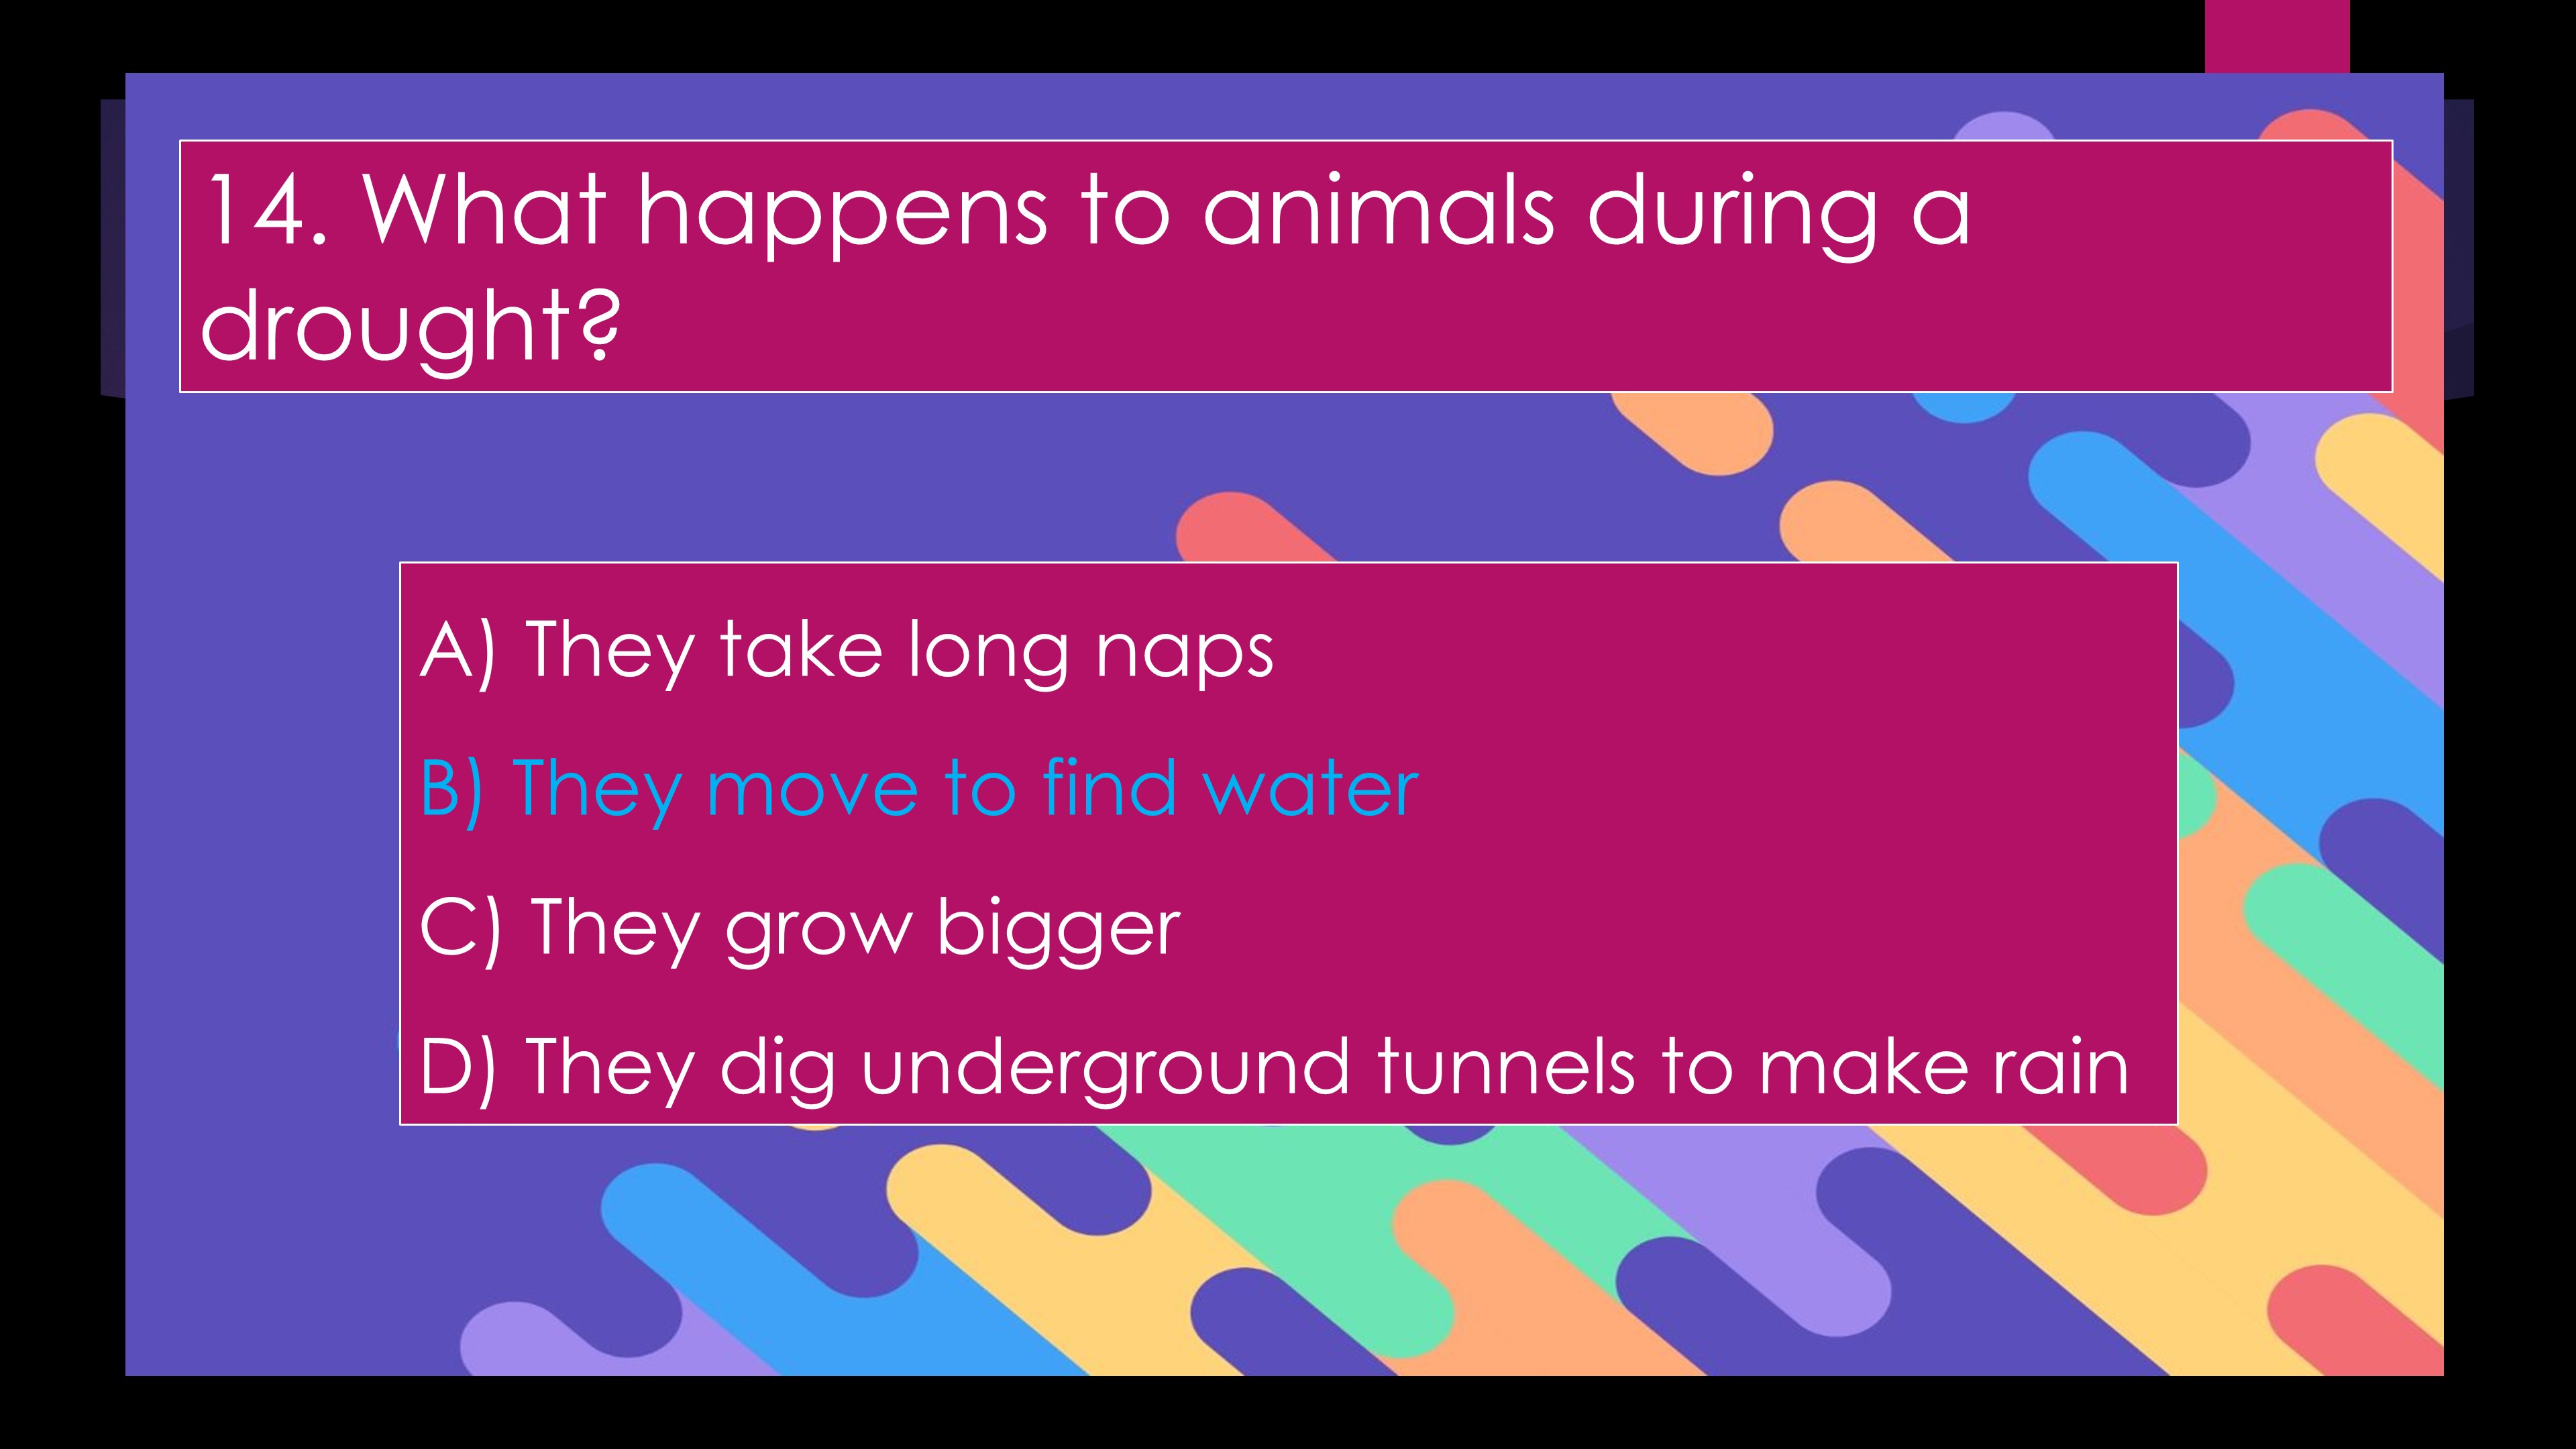 14. What happens to animals during a
drought?
A) They take long naps
B) They move to find water
C) They grow bigger
D) They dig underground tunnels to make rain